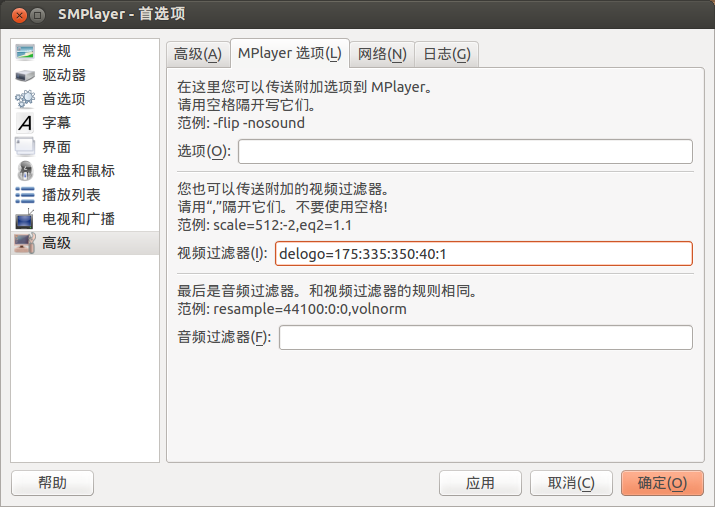 SMPlayer - 首选项
常规
驱动器
首选项
字幕
界面
键盘和鼠标
播放列表
电视和广播
高级
高级(A) MPlayer 选项(L) 网络(N) 日志(G)
在这里您可以传送附加选项到 MPlayer。
请用空格隔开写它们。
范例: -flip -nosound
选项(O):
您也可以传送附加的视频过滤器。
请用“,”隔开它们。不要使用空格!
范例: scale=512:-2,eq2=1.1
视频过滤器(I): delogo=175:335:350:40:1
最后是音频过滤器。和视频过滤器的规则相同。
范例: resample=44100:0:0,volnorm
音频过滤器(F):
帮助 应用 取消(C) 确定(O)